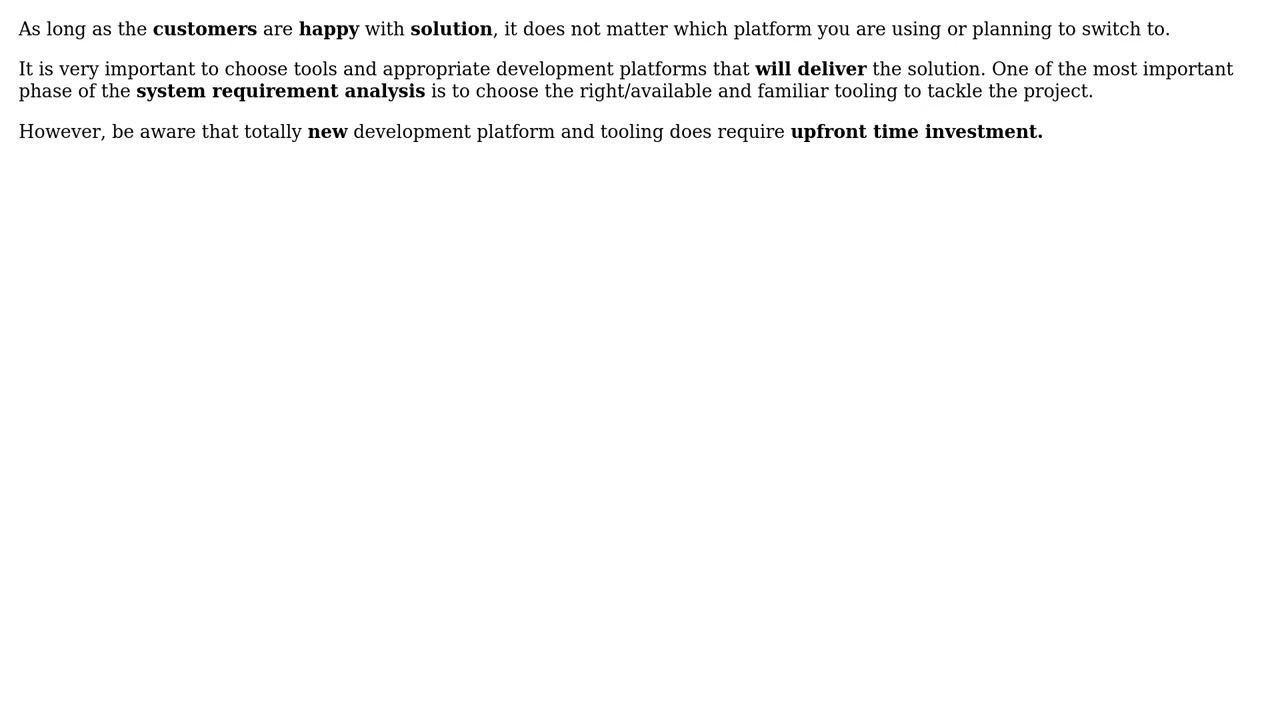 As long as the customers are happy with solution, it does not matter which platform you are using or planning to switch to.
It is very important to choose tools and appropriate development platforms that will deliver the solution. One of the most important
phase of the system requirement analysis is to choose the right/available and familiar tooling to tackle the project.
However, be aware that totally new development platform and tooling does require upfront time investment.